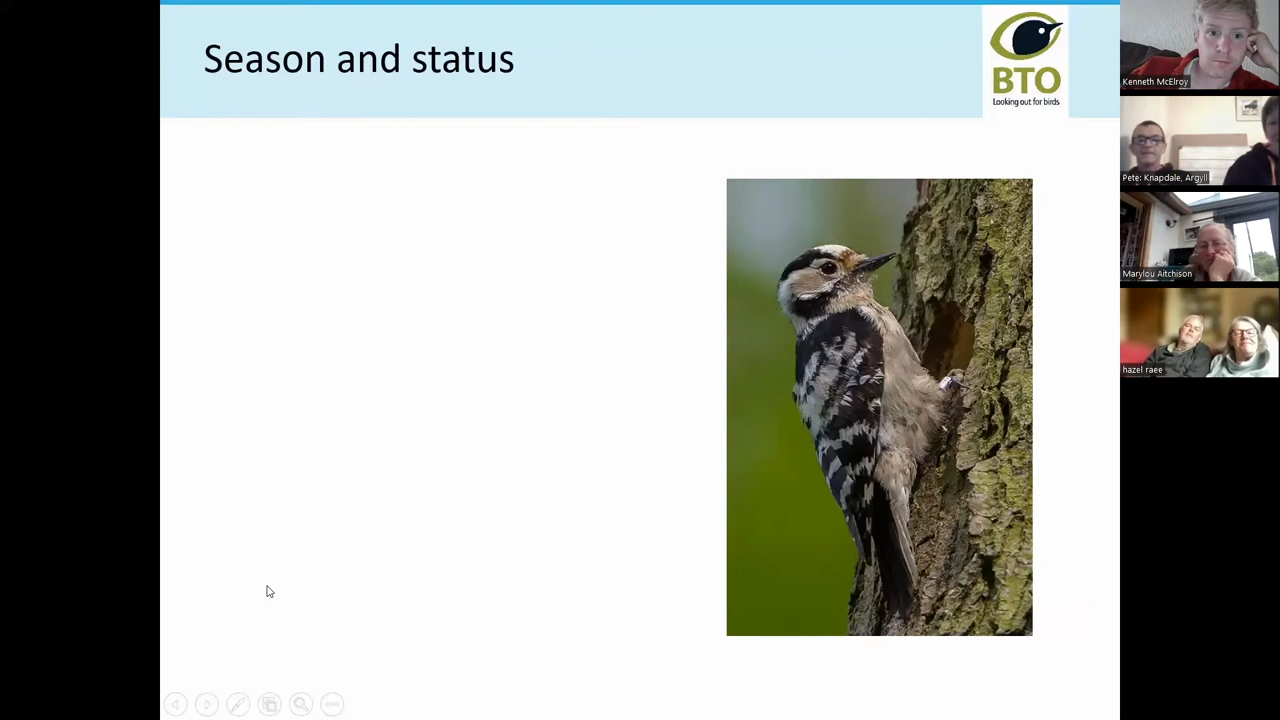 Season and status
BTO
Looking out for birds
Kenneth McElroy
Pete: Knapdale, Argyll
Marylou Aitchison
hazel raee